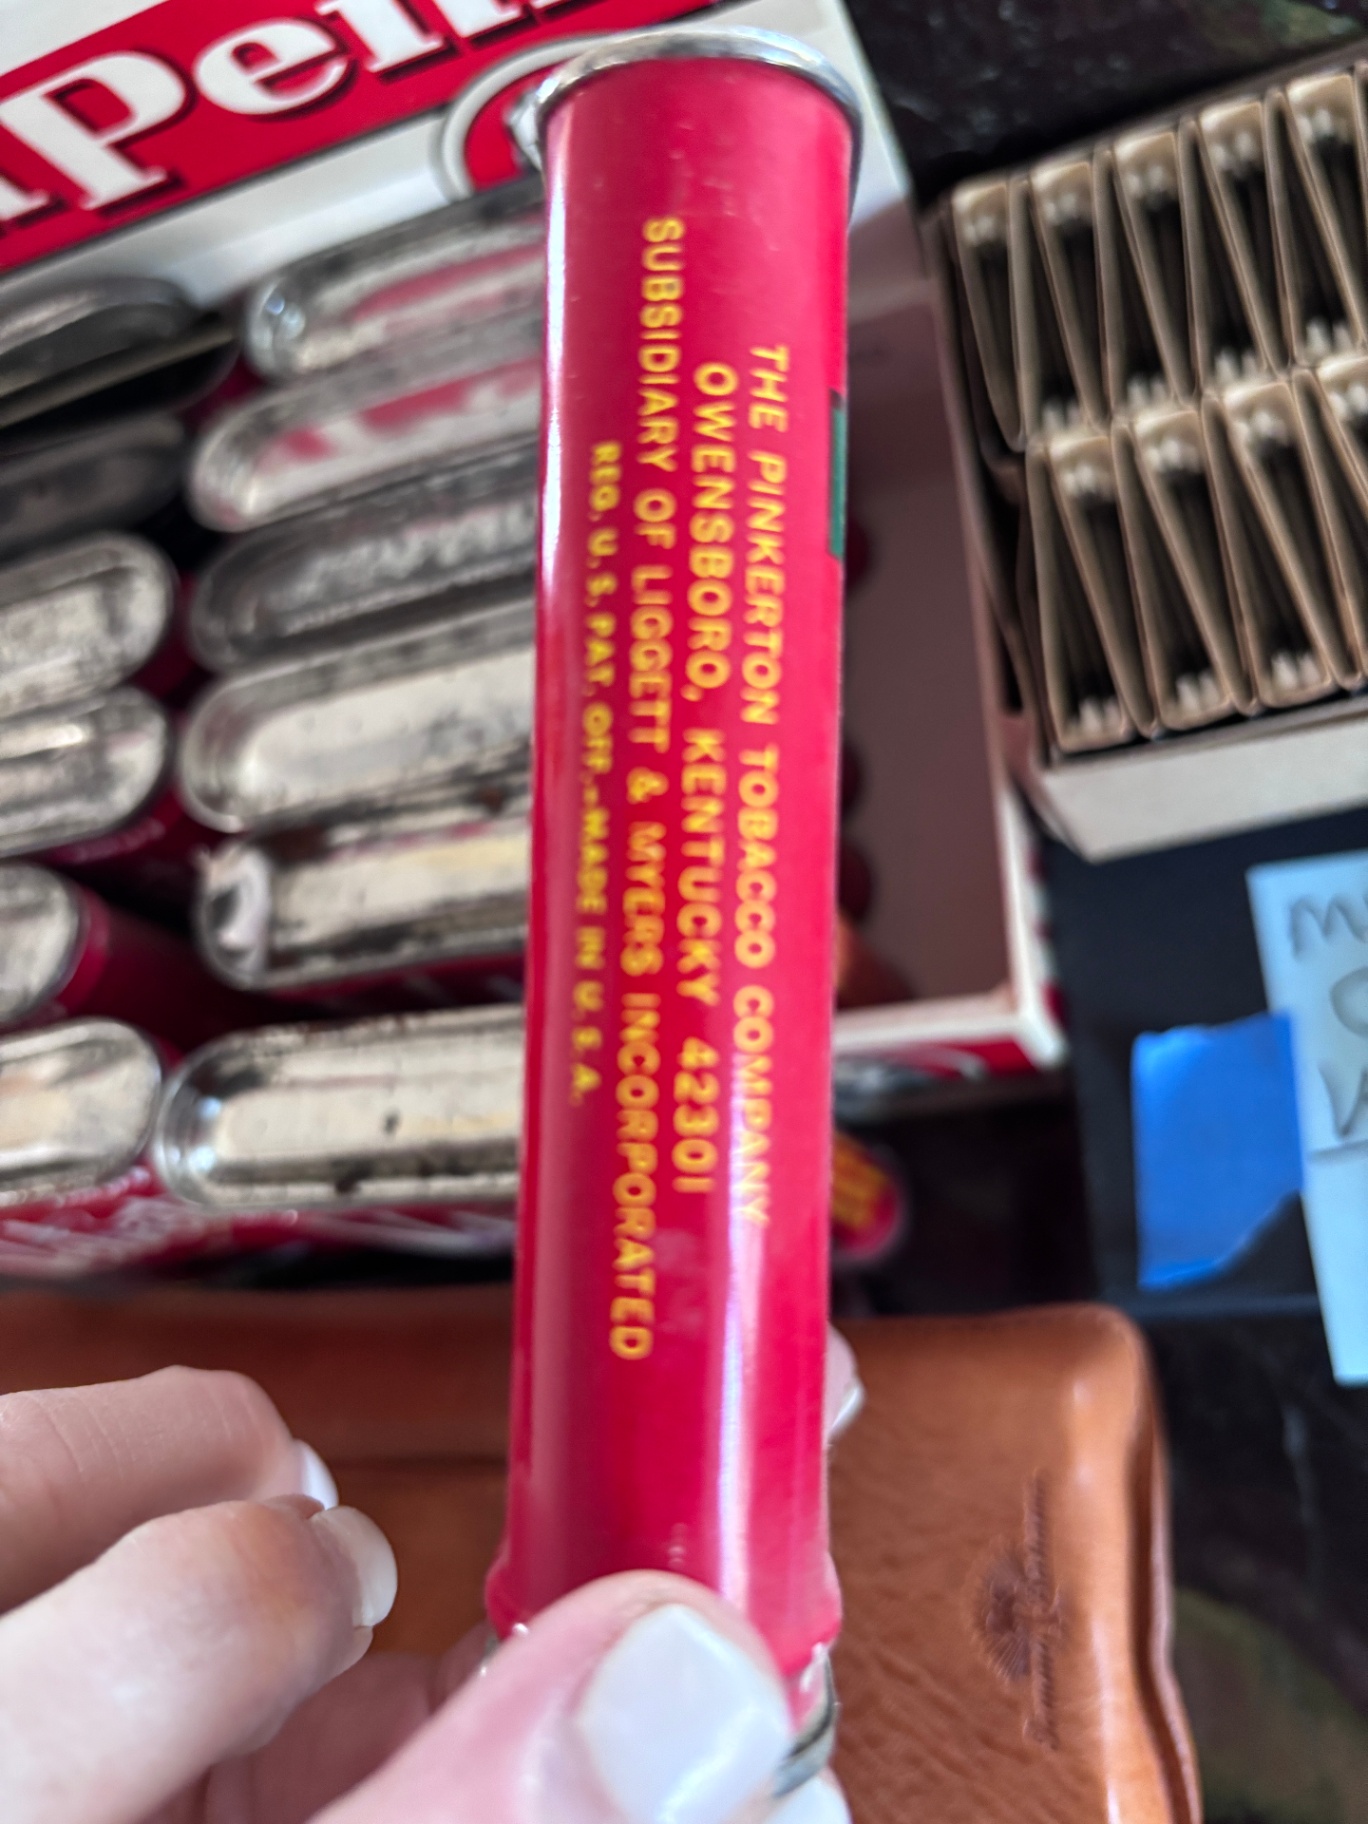 THE PINKERTON TOBACCO COMPANY
OWENSBORO, KENTUCKY 42301
SUBSIDIARY OF LIGGETT & MYERS INCORPORATED
REG. U.S. PAT. OFF.–MADE IN U.S.A.